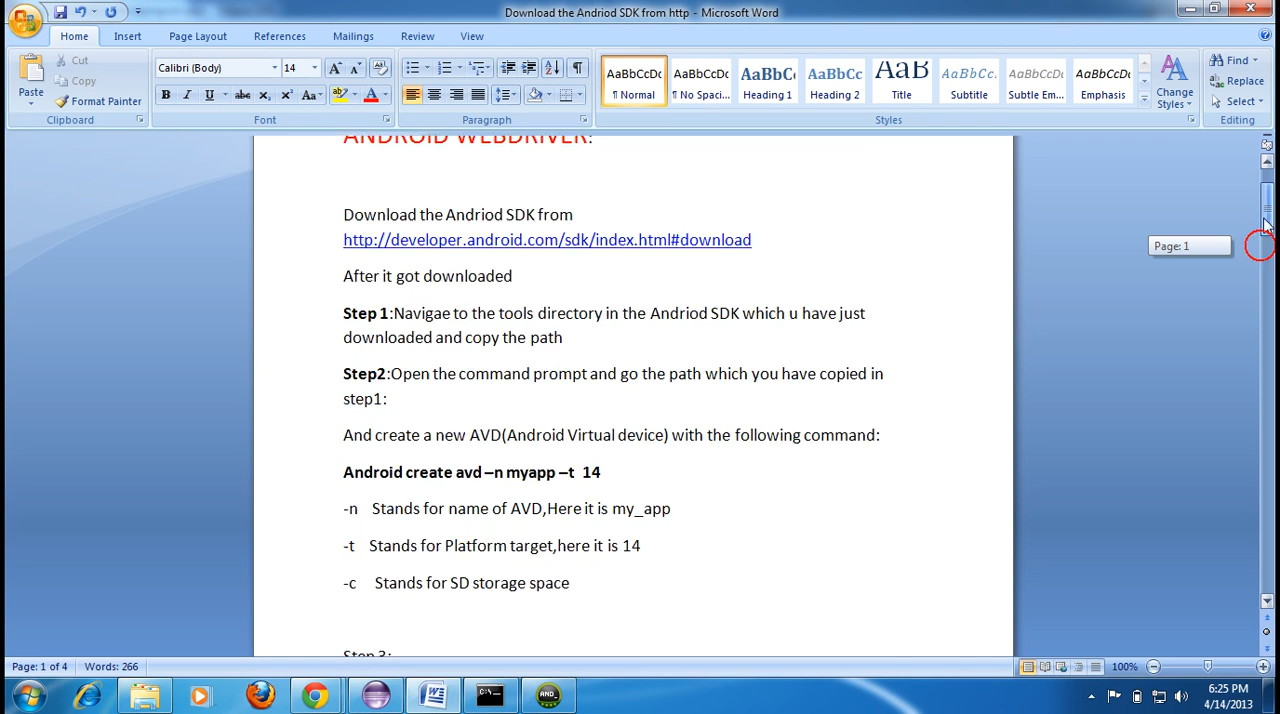 Download the Andriod SDK from http - Microsoft Word
Home Insert Page Layout References Mailings Review View
Paste
Cut
Copy
Format Painter
Clipboard
Calibri (Body) 14
Font
Paragraph
AaBbCcDc AaBbCcDc AaBbCc AaBbCc AaB AaBbCc. AaBbCcDc AaBbCcDc
¶ Normal ¶ No Spaci... Heading 1 Heading 2 Title Subtitle Subtle Em... Emphasis
Change Styles
Styles
Find
Replace
Select
Editing
ANDROID WEBDRIVER:
Download the Andriod SDK from
http://developer.android.com/sdk/index.html#download
After it got downloaded
Step 1:Navigae to the tools directory in the Andriod SDK which u have just
downloaded and copy the path
Step2:Open the command prompt and go the path which you have copied in
step1:
And create a new AVD(Android Virtual device) with the following command:
Android create avd –n myapp –t 14
-n Stands for name of AVD,Here it is my_app
-t Stands for Platform target,here it is 14
-c Stands for SD storage space
Step 3:
Page: 1
Page: 1 of 4 Words: 266 100%
6:25 PM
4/14/2013